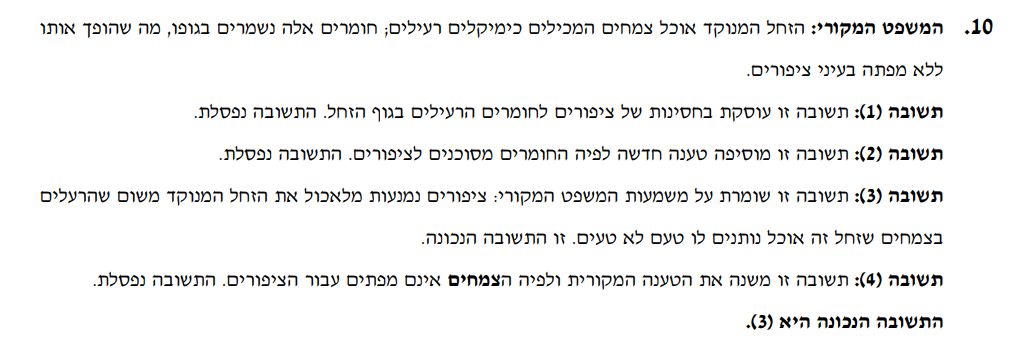 10. המשפט המקורי: הזחל המנוקד אוכל צמחים המכילים כימיקלים רעילים; חומרים אלה נשמרים בגופו, מה שהופך אותו
ללא מפתה בעיני ציפורים.
תשובה (1): תשובה זו עוסקת בחסינות של ציפורים לחומרים הרעילים בגוף הזחל. התשובה נפסלת.
תשובה (2): תשובה זו מוסיפה טענה חדשה לפיה החומרים מסוכנים לציפורים. התשובה נפסלת.
תשובה (3): תשובה זו שומרת על משמעות המשפט המקורי: ציפורים נמנעות מלאכול את הזחל המנוקד משום שהרעלים
בצמחים שזחל זה אוכל נותנים לו טעם לא טעים. זו התשובה הנכונה.
תשובה (4): תשובה זו משנה את הטענה המקורית ולפיה הצמחים אינם מפתים עבור הציפורים. התשובה נפסלת.
התשובה הנכונה היא (3).